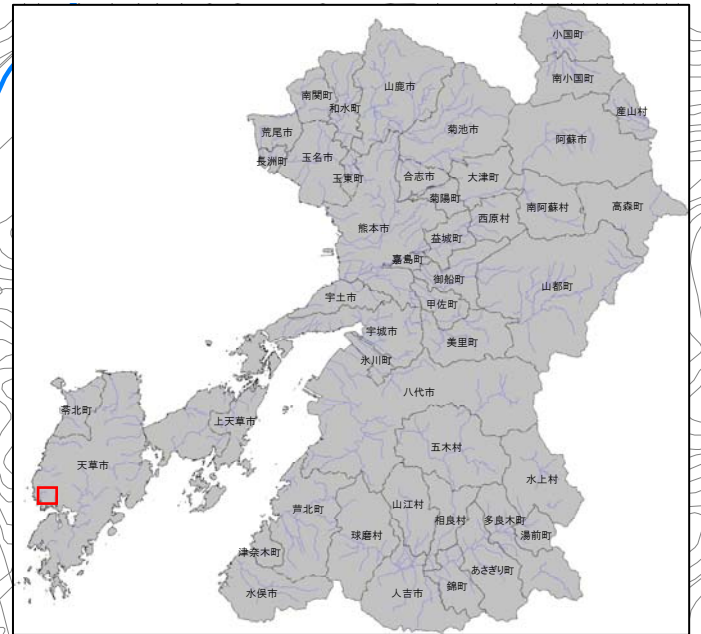 小国町
南小国町
産山村
山鹿市
南関町
和水町
菊池市
阿蘇市
荒尾市
玉名市
長洲町
玉東町
合志市
大津町
菊陽町
西原村
南阿蘇村
高森町
熊本市
益城町
嘉島町
御船町
山都町
宇土市
甲佐町
宇城市
美里町
氷川町
八代市
上天草市
苓北町
天草市
五木村
水上村
芦北町
山江村
球磨村
相良村
多良木町
湯前町
津奈木町
あさぎり町
錦町
水俣市
人吉市